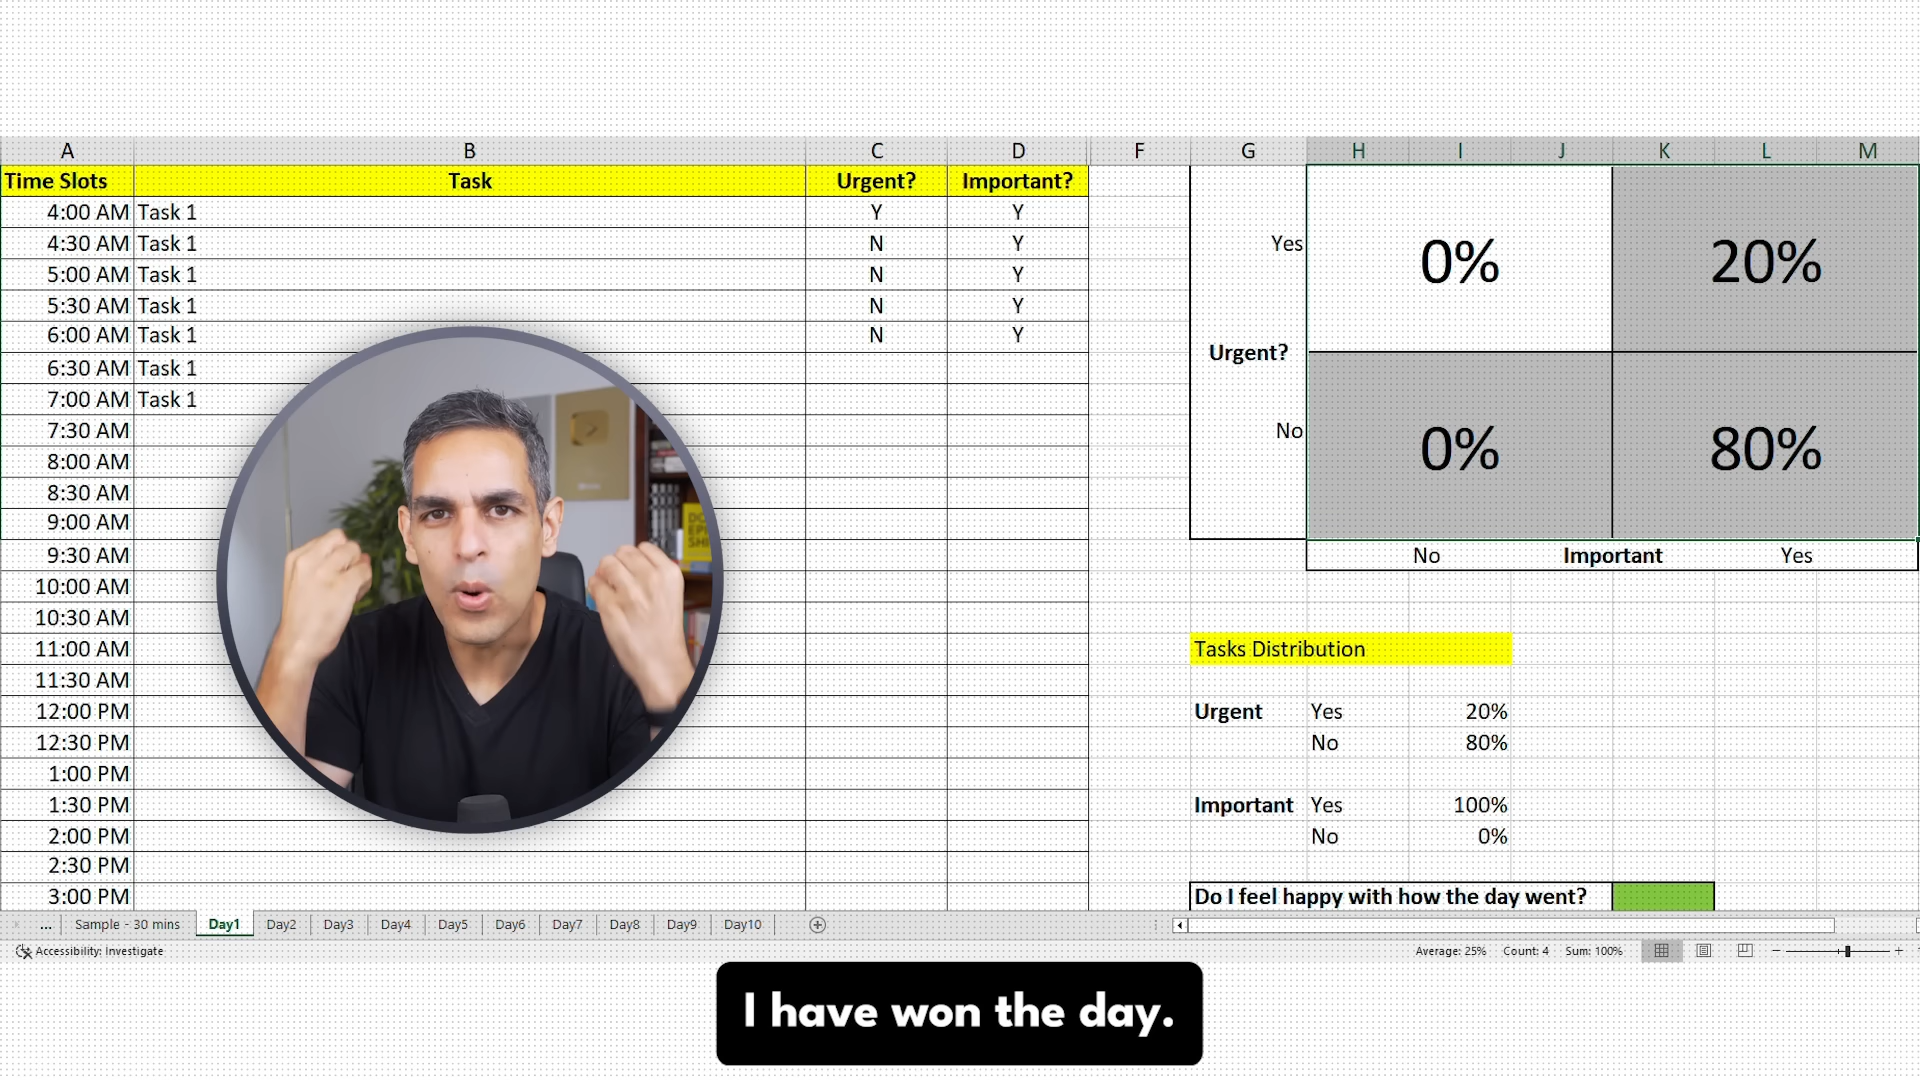 A B C D F G H I J K L M
Time Slots Task Urgent? Important?
4:00 AM Task 1 Y Y
4:30 AM Task 1 N Y
5:00 AM Task 1 N Y
5:30 AM Task 1 N Y
6:00 AM Task 1 N Y
6:30 AM Task 1
7:00 AM Task 1
7:30 AM
8:00 AM
8:30 AM
9:00 AM
9:30 AM
10:00 AM
10:30 AM
11:00 AM
11:30 AM
12:00 PM
12:30 PM
1:00 PM
1:30 PM
2:00 PM
2:30 PM
3:00 PM
Yes 0% 20%
Urgent?
No 0% 80%
No Important Yes
Tasks Distribution
Urgent Yes 20%
No 80%
Important Yes 100%
No 0%
Do I feel happy with how the day went?
... Sample - 30 mins Day1 Day2 Day3 Day4 Day5 Day6 Day7 Day8 Day9 Day10
Accessibility: Investigate Average: 25% Count: 4 Sum: 100%
I have won the day.